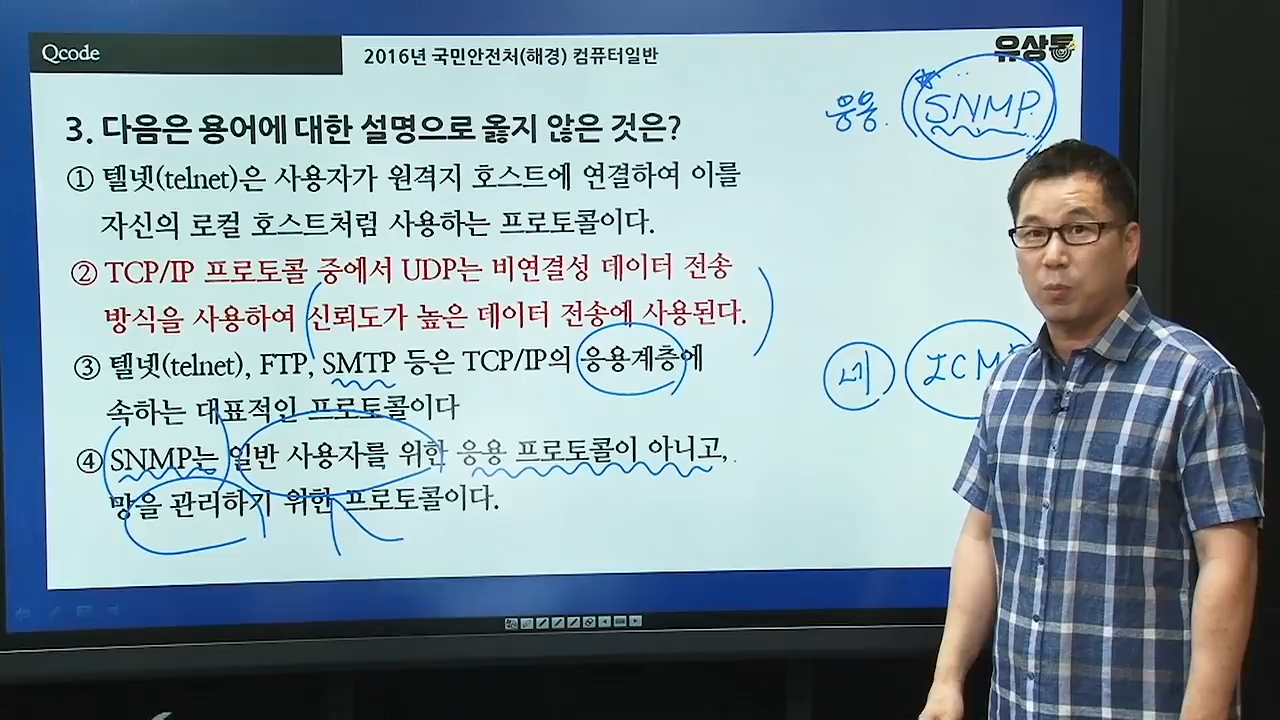 Qcode
2016년 국민안전처(해경) 컴퓨터일반
유상통
응용. SNMP
3. 다음은 용어에 대한 설명으로 옳지 않은 것은?
① 텔넷(telnet)은 사용자가 원격지 호스트에 연결하여 이를
자신의 로컬 호스트처럼 사용하는 프로토콜이다.
② TCP/IP 프로토콜 중에서 UDP는 비연결성 데이터 전송
방식을 사용하여 신뢰도가 높은 데이터 전송에 사용된다.
③ 텔넷(telnet), FTP, SMTP 등은 TCP/IP의 응용계층에
속하는 대표적인 프로토콜이다
네
④ SNMP는 일반 사용자를 위한 응용 프로토콜이 아니고,
망을 관리하기 위한 프로토콜이다.